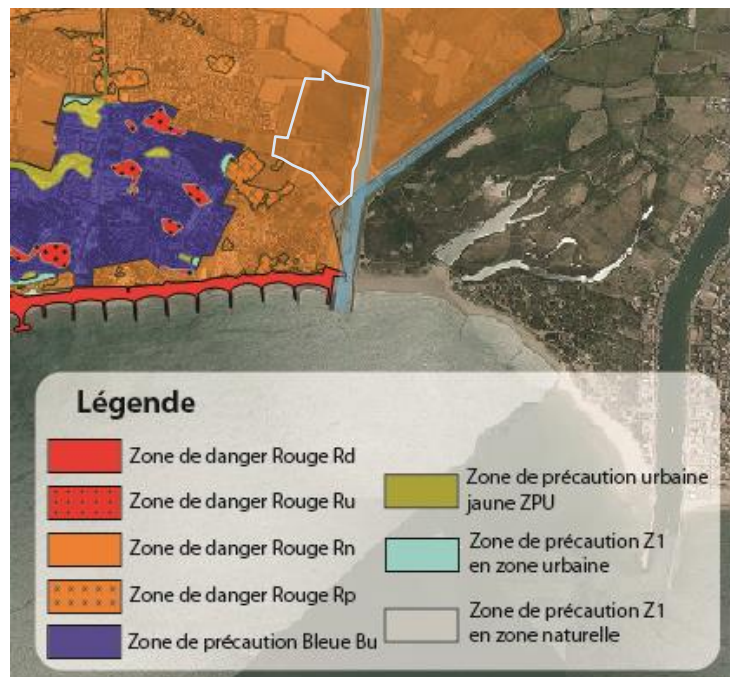 Légende
Zone de danger Rouge Rd
Zone de danger Rouge Ru
Zone de danger Rouge Rn
Zone de danger Rouge Rp
Zone de précaution Bleue Bu
Zone de précaution urbaine
jaune ZPU
Zone de précaution Z1
en zone urbaine
Zone de précaution Z1
en zone naturelle